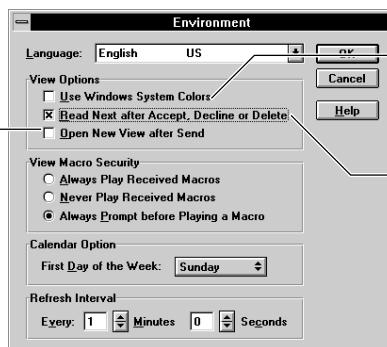 Environment
Language: English US OK
View Options Cancel
Use Windows System Colors
Read Next after Accept, Decline or Delete Help
Open New View after Send
View Macro Security
Always Play Received Macros
Never Play Received Macros
Always Prompt before Playing a Macro
Calendar Option
First Day of the Week: Sunday
Refresh Interval
Every: 1 Minutes 0 Seconds